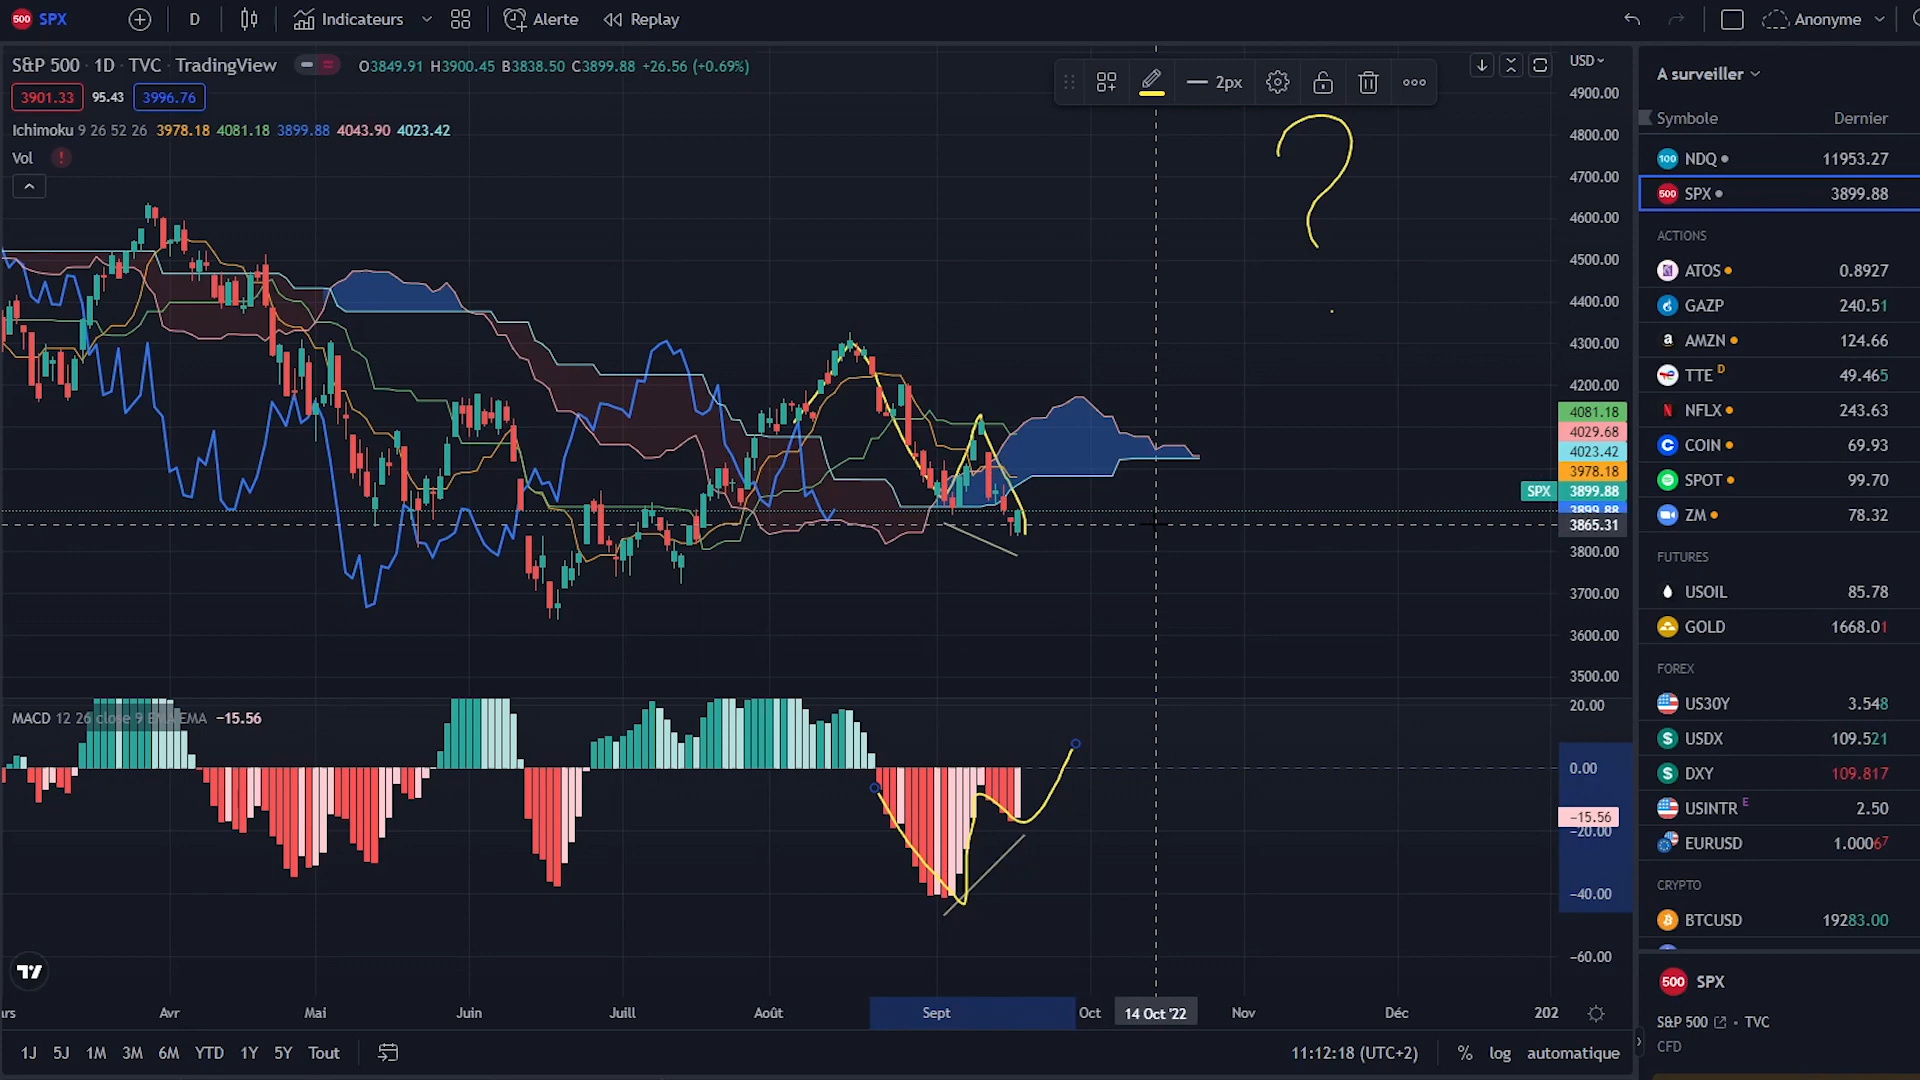 500 SPX D Indicateurs Alerte Replay Anonyme
S&P 500 · 1D · TVC TradingView O3849.91 H3900.45 B3838.50 C3899.88 +26.56 (+0.69%)
3901.33 95.43 3996.76
Ichimoku 9 26 52 26 3978.18 4081.18 3899.88 4043.90 4023.42
Vol !
2px
?
USD
4900.00
4800.00
4700.00
4600.00
4500.00
4400.00
4300.00
4200.00
4081.18
4029.68
4023.42
3978.18
SPX 3899.88
3899.88
3865.31
3800.00
3700.00
3600.00
3500.00
MACD 12 26 close 9 EMA EMA −15.56
20.00
0.00
−15.56
−20.00
−40.00
−60.00
Avr Mai Juin Juill Août Sept Oct 14 Oct '22 Nov Déc 202
1J 5J 1M 3M 6M YTD 1Y 5Y Tout 11:12:18 (UTC+2) % log automatique
A surveiller
Symbole Dernier
100 NDQ 11953.27
500 SPX 3899.88
ACTIONS
ATOS 0.8927
GAZP 240.51
AMZN 124.66
TTE D 49.465
NFLX 243.63
COIN 69.93
SPOT 99.70
ZM 78.32
FUTURES
USOIL 85.78
GOLD 1668.01
FOREX
US30Y 3.548
USDX 109.521
DXY 109.817
USINTR E 2.50
EURUSD 1.00067
CRYPTO
BTCUSD 19283.00
500 SPX
S&P 500 · TVC
CFD